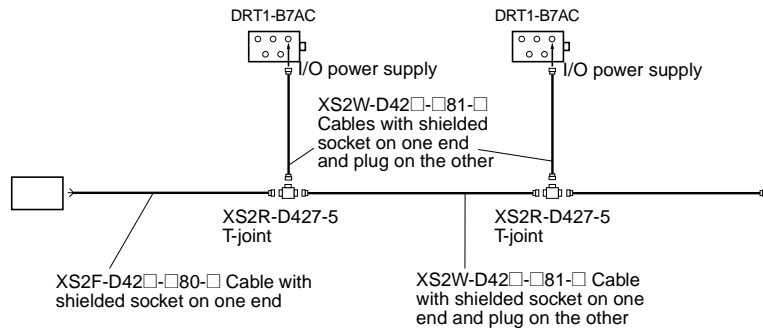 DRT1-B7AC
DRT1-B7AC
I/O power supply
I/O power supply
XS2W-D42□-□81-□
Cables with shielded
socket on one end
and plug on the other
XS2R-D427-5
T-joint
XS2R-D427-5
T-joint
XS2F-D42□-□80-□ Cable with
shielded socket on one end
XS2W-D42□-□81-□ Cable
with shielded socket on one
end and plug on the other